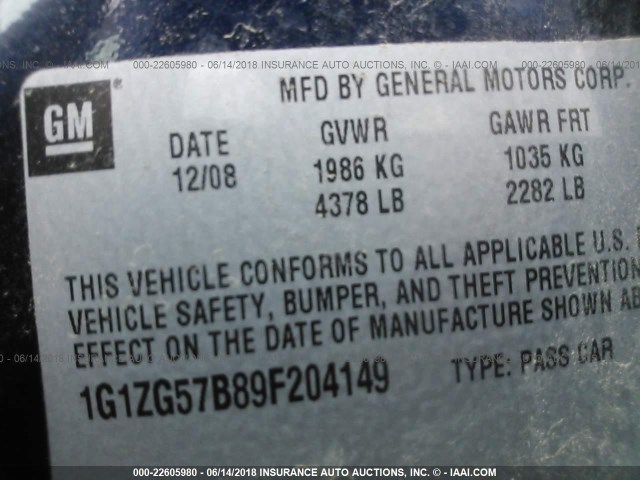 000-22605980 - 06/14/2018 INSURANCE AUTO AUCTIONS, INC. - © - IAAI.COM
GM®
MFD BY GENERAL MOTORS CORP.
DATE GVWR GAWR FRT
12/08 1986 KG 1035 KG
4378 LB 2282 LB
THIS VEHICLE CONFORMS TO ALL APPLICABLE U.S.
VEHICLE SAFETY, BUMPER, AND THEFT PREVENTION
EFFECT ON THE DATE OF MANUFACTURE SHOWN
1G1ZG57B89F204149 TYPE: PASS CAR
000-22605980 - 06/14/2018 INSURANCE AUTO AUCTIONS, INC. - © - IAAI.COM